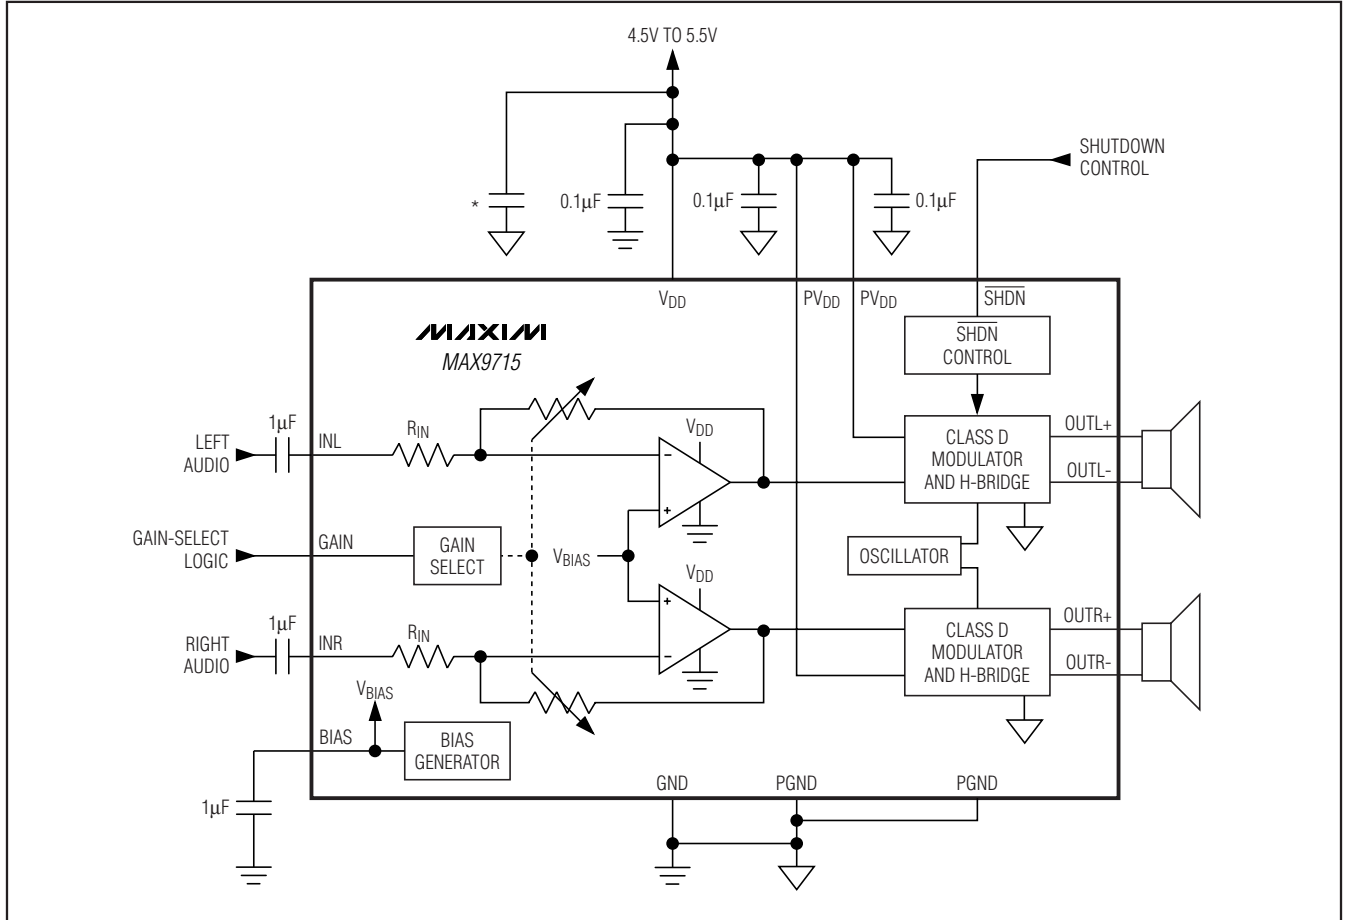 4.5V TO 5.5V
SHUTDOWN
CONTROL
*
0.1µF
0.1µF
0.1µF
VDD
PVDD
PVDD
SHDN
MAXIM
MAX9715
SHDN
CONTROL
1µF
LEFT
AUDIO
INL
RIN
VDD
-
+
CLASS D
MODULATOR
AND H-BRIDGE
OUTL+
OUTL-
GAIN-SELECT
LOGIC
GAIN
GAIN
SELECT
VBIAS
OSCILLATOR
1µF
RIGHT
AUDIO
INR
RIN
VDD
+
-
CLASS D
MODULATOR
AND H-BRIDGE
OUTR+
OUTR-
VBIAS
BIAS
BIAS
GENERATOR
1µF
GND
PGND
PGND